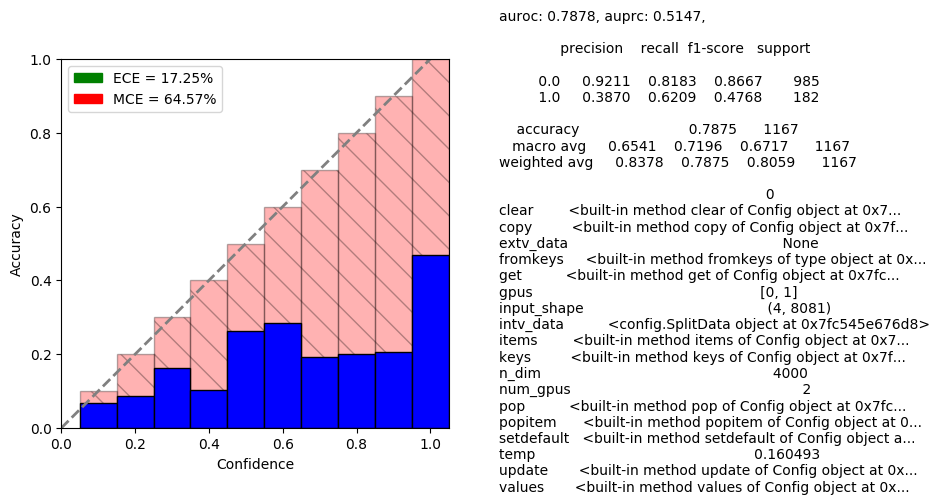 ECE = 17.25%
MCE = 64.57%
1.0
0.8
0.6
0.4
0.2
0.0
Accuracy
0.0 0.2 0.4 0.6 0.8 1.0
Confidence
auroc: 0.7878, auprc: 0.5147,
precision recall f1-score support
0.0 0.9211 0.8183 0.8667 985
1.0 0.3870 0.6209 0.4768 182
accuracy 0.7875 1167
macro avg 0.6541 0.7196 0.6717 1167
weighted avg 0.8378 0.7875 0.8059 1167
0
clear <built-in method clear of Config object at 0x7...
copy <built-in method copy of Config object at 0x7f...
extv_data None
fromkeys <built-in method fromkeys of type object at 0x...
get <built-in method get of Config object at 0x7fc...
gpus [0, 1]
input_shape (4, 8081)
intv_data <config.SplitData object at 0x7fc545e676d8>
items <built-in method items of Config object at 0x7...
keys <built-in method keys of Config object at 0x7f...
n_dim 4000
num_gpus 2
pop <built-in method pop of Config object at 0x7fc...
popitem <built-in method popitem of Config object at 0...
setdefault <built-in method setdefault of Config object a...
temp 0.160493
update <built-in method update of Config object at 0x...
values <built-in method values of Config object at 0x...